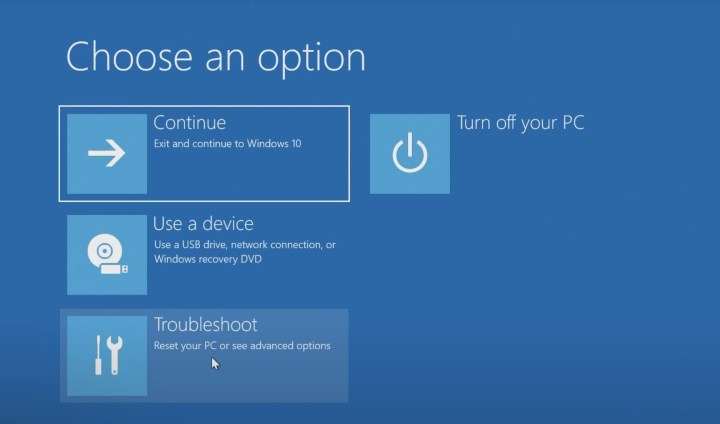 Choose an option
Continue
Exit and continue to Windows 10
Turn off your PC
Use a device
Use a USB drive, network connection, or
Windows recovery DVD
Troubleshoot
Reset your PC or see advanced options